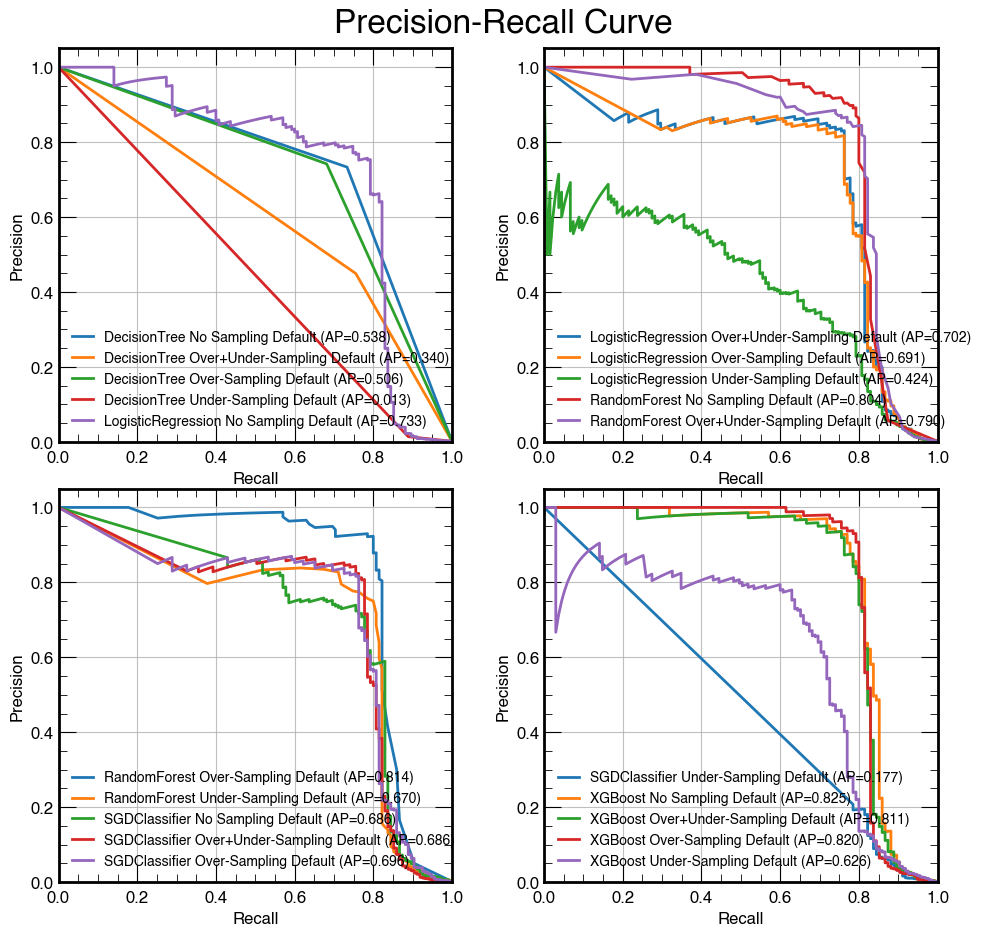 Precision-Recall Curve
1.0
0.8
0.6
0.4
0.2
0.0
Precision
DecisionTree No Sampling Default (AP=0.538)
DecisionTree Over+Under-Sampling Default (AP=0.340)
DecisionTree Over-Sampling Default (AP=0.506)
DecisionTree Under-Sampling Default (AP=0.013)
LogisticRegression No Sampling Default (AP=0.733)
0.0 0.2 0.4 0.6 0.8 1.0
Recall
1.0
0.8
0.6
0.4
0.2
0.0
Precision
LogisticRegression Over+Under-Sampling Default (AP=0.702)
LogisticRegression Over-Sampling Default (AP=0.691)
LogisticRegression Under-Sampling Default (AP=0.424)
RandomForest No Sampling Default (AP=0.804)
RandomForest Over+Under-Sampling Default (AP=0.790)
0.0 0.2 0.4 0.6 0.8 1.0
Recall
1.0
0.8
0.6
0.4
0.2
0.0
Precision
RandomForest Over-Sampling Default (AP=0.814)
RandomForest Under-Sampling Default (AP=0.670)
SGDClassifier No Sampling Default (AP=0.686)
SGDClassifier Over+Under-Sampling Default (AP=0.686)
SGDClassifier Over-Sampling Default (AP=0.696)
0.0 0.2 0.4 0.6 0.8 1.0
Recall
1.0
0.8
0.6
0.4
0.2
0.0
Precision
SGDClassifier Under-Sampling Default (AP=0.177)
XGBoost No Sampling Default (AP=0.825)
XGBoost Over+Under-Sampling Default (AP=0.811)
XGBoost Over-Sampling Default (AP=0.820)
XGBoost Under-Sampling Default (AP=0.626)
0.0 0.2 0.4 0.6 0.8 1.0
Recall